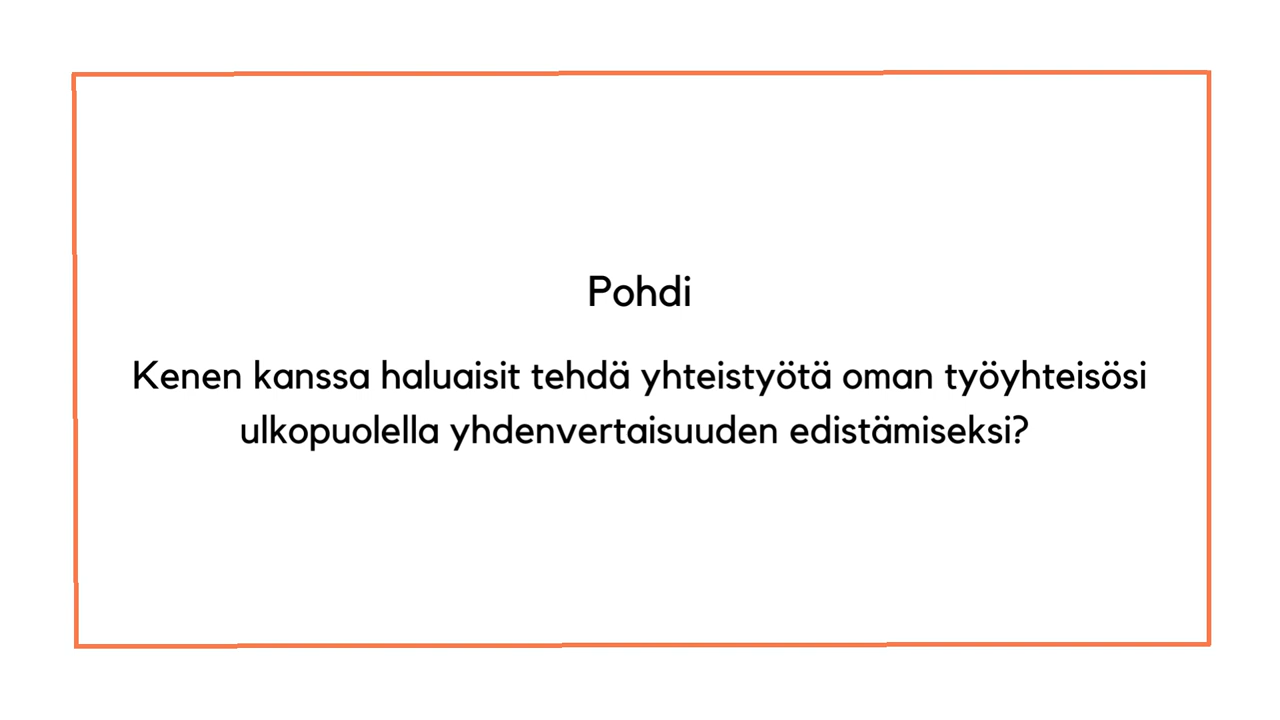 Pohdi
Kenen kanssa haluaisit tehdä yhteistyötä oman työyhteisösi
ulkopuolella yhdenvertaisuuden edistämiseksi?